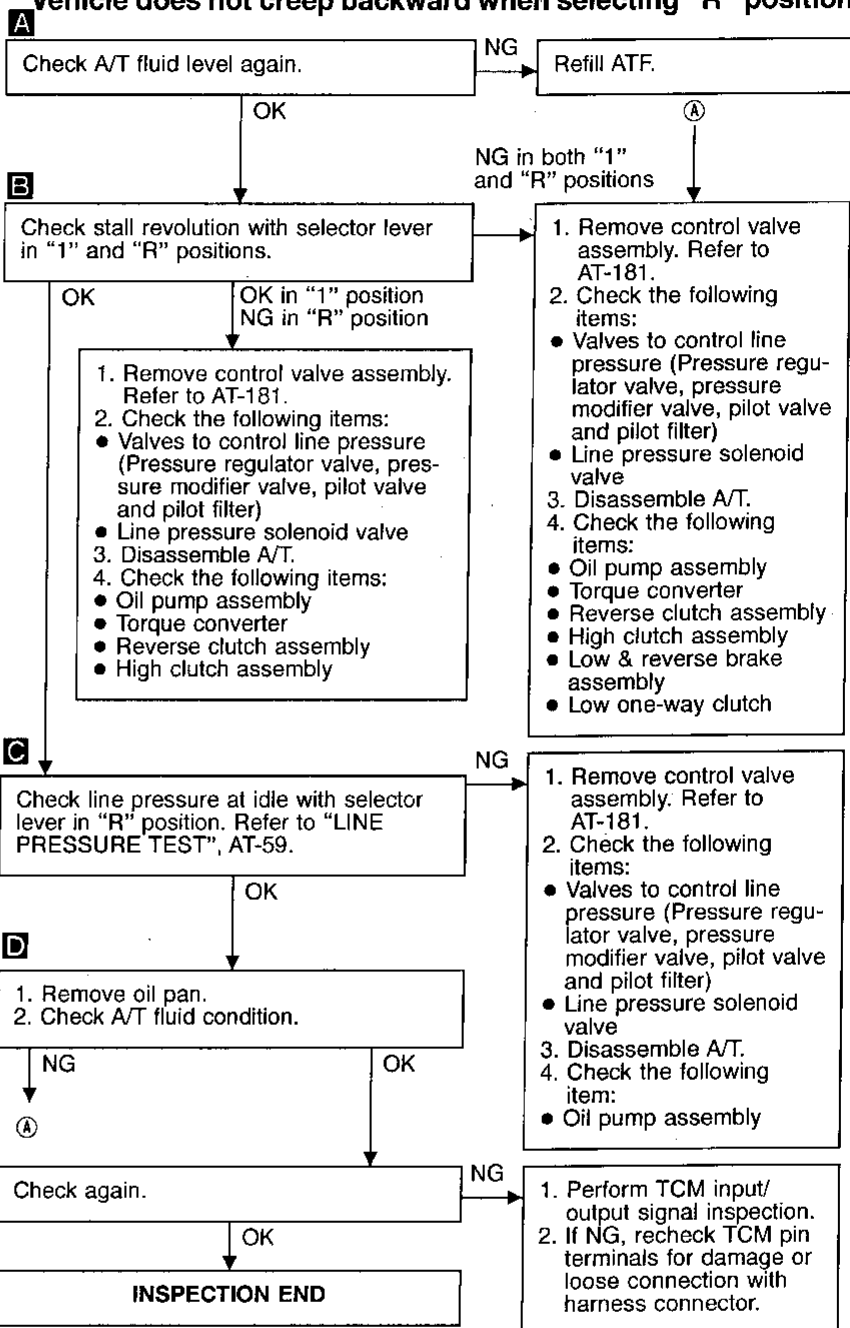 Vehicle does not creep backward when selecting "R" position
A
Check A/T fluid level again.
NG
Refill ATF.
OK
Ⓐ
NG in both "1"
and "R" positions
B
Check stall revolution with selector lever
in "1" and "R" positions.
OK
OK in "1" position
NG in "R" position
1. Remove control valve assembly.
Refer to AT-181.
2. Check the following items:
● Valves to control line pressure
(Pressure regulator valve, pres-
sure modifier valve, pilot valve
and pilot filter)
● Line pressure solenoid valve
3. Disassemble A/T.
4. Check the following items:
● Oil pump assembly
● Torque converter
● Reverse clutch assembly
● High clutch assembly
1. Remove control valve
assembly. Refer to
AT-181.
2. Check the following
items:
● Valves to control line
pressure (Pressure regu-
lator valve, pressure
modifier valve, pilot valve
and pilot filter)
● Line pressure solenoid
valve
3. Disassemble A/T.
4. Check the following
items:
● Oil pump assembly
● Torque converter
● Reverse clutch assembly
● High clutch assembly
● Low & reverse brake
assembly
● Low one-way clutch
C
Check line pressure at idle with selector
lever in "R" position. Refer to "LINE
PRESSURE TEST", AT-59.
NG
1. Remove control valve
assembly. Refer to
AT-181.
2. Check the following
items:
● Valves to control line
pressure (Pressure regu-
lator valve, pressure
modifier valve, pilot valve
and pilot filter)
● Line pressure solenoid
valve
3. Disassemble A/T.
4. Check the following
item:
● Oil pump assembly
OK
D
1. Remove oil pan.
2. Check A/T fluid condition.
NG
OK
Ⓐ
Check again.
NG
1. Perform TCM input/
output signal inspection.
2. If NG, recheck TCM pin
terminals for damage or
loose connection with
harness connector.
OK
INSPECTION END